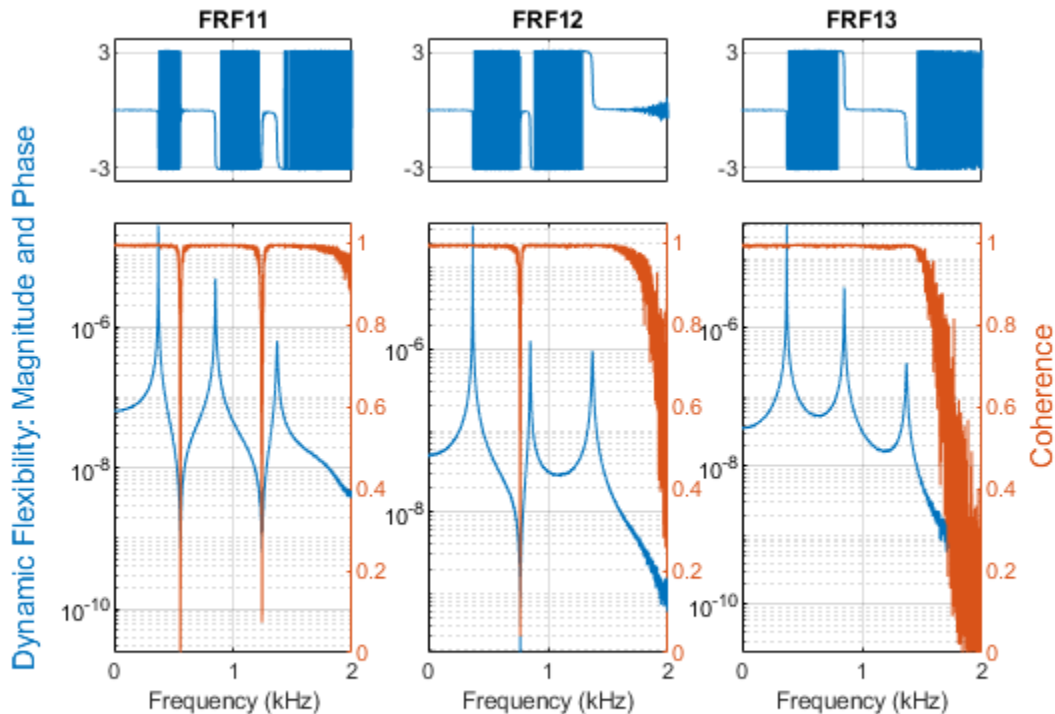 FRF11 FRF12 FRF13
3 3 3
-3 -3 -3
Dynamic Flexibility: Magnitude and Phase
10-6 10-8 10-10
1 0.8 0.6 0.4 0.2 0
10-6 10-8
1 0.8 0.6 0.4 0.2 0
10-6 10-8 10-10
1 0.8 0.6 0.4 0.2 0
Coherence
0 1 2 0 1 2 0 1 2
Frequency (kHz) Frequency (kHz) Frequency (kHz)